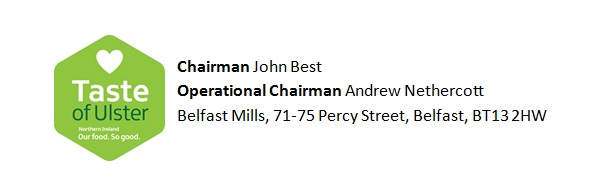 Taste
of Ulster
Northern Ireland
Our food. So good.
Chairman John Best
Operational Chairman Andrew Nethercott
Belfast Mills, 71-75 Percy Street, Belfast, BT13 2HW